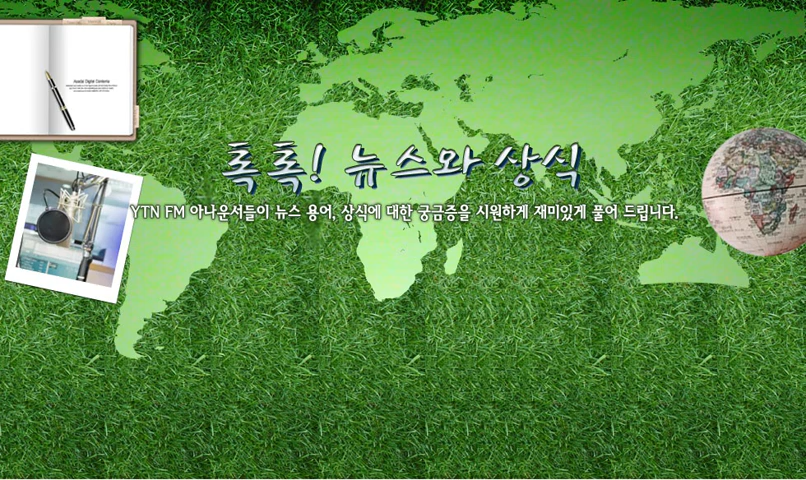 톡톡! 뉴스와 상식
YTN FM 아나운서들이 뉴스 용어, 상식에 대한 궁금증을 시원하게 재미있게 풀어 드립니다.